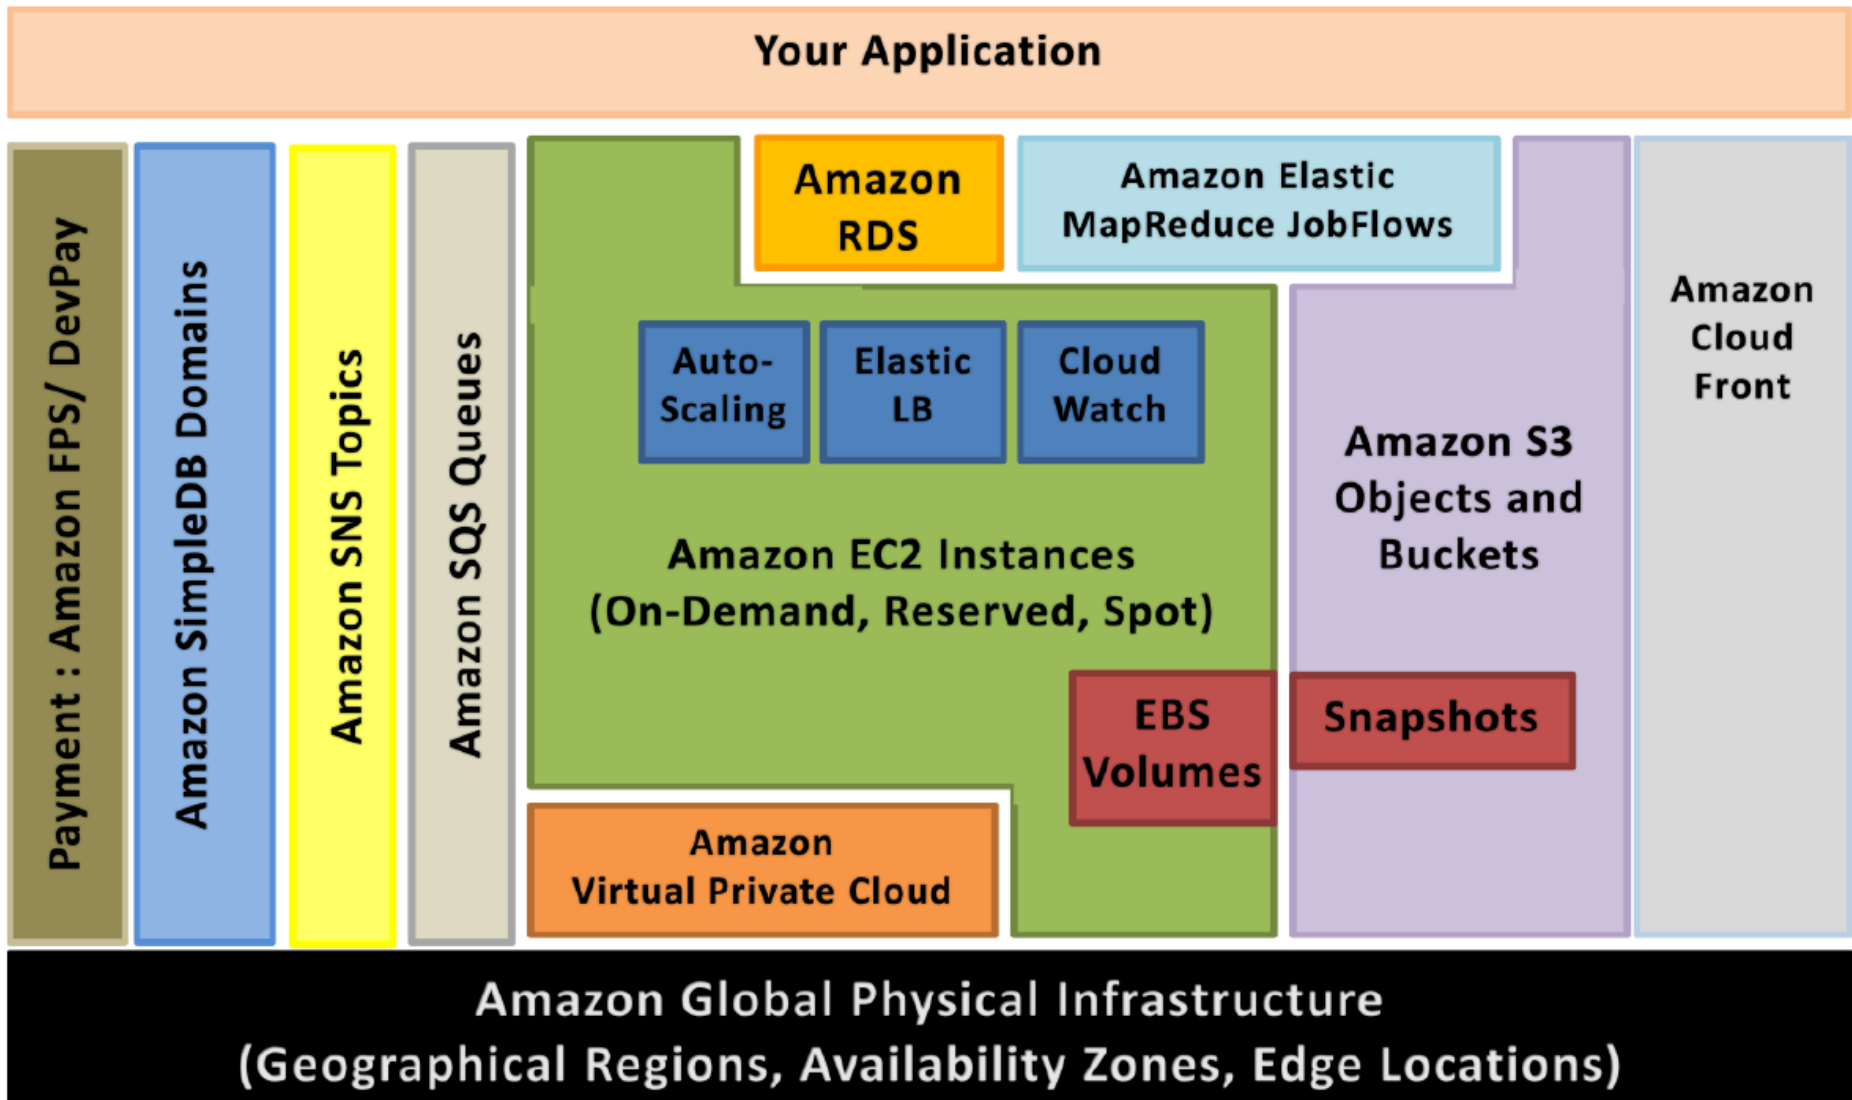 Your Application
Payment : Amazon FPS/ DevPay
Amazon SimpleDB Domains
Amazon SNS Topics
Amazon SQS Queues
Amazon
RDS
Amazon Elastic
MapReduce JobFlows
Auto-
Scaling
Elastic
LB
Cloud
Watch
Amazon EC2 Instances
(On-Demand, Reserved, Spot)
EBS
Volumes
Amazon
Virtual Private Cloud
Amazon S3
Objects and
Buckets
Snapshots
Amazon
Cloud
Front
Amazon Global Physical Infrastructure
(Geographical Regions, Availability Zones, Edge Locations)